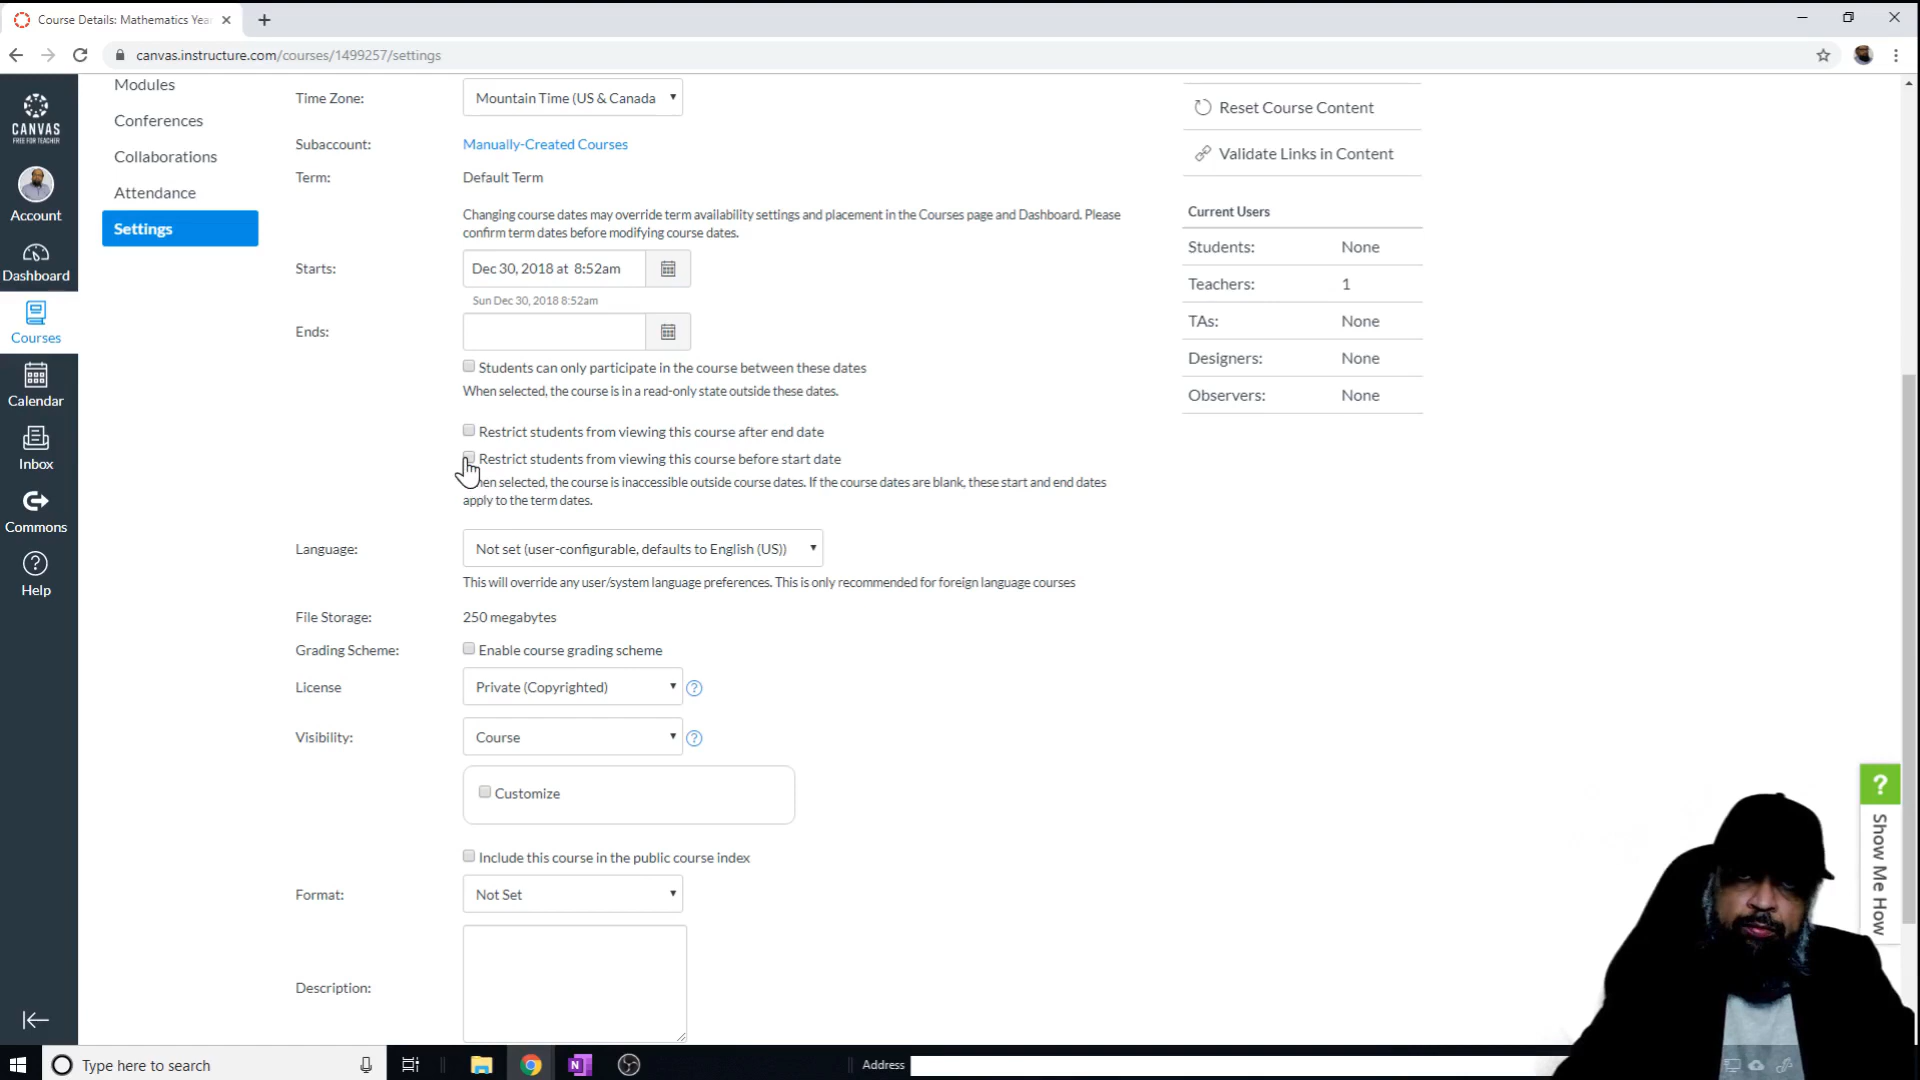 Course Details: Mathematics Yea
canvas.instructure.com/courses/1499257/settings
CANVAS
FREE FOR TEACHER
Account
Dashboard
Courses
Calendar
Inbox
Commons
Help
Modules
Conferences
Collaborations
Attendance
Settings
Time Zone:
Mountain Time (US & Canada
Subaccount:
Manually-Created Courses
Term:
Default Term
Changing course dates may override term availability settings and placement in the Courses page and Dashboard. Please
confirm term dates before modifying course dates.
Starts:
Dec 30, 2018 at 8:52am
Sun Dec 30, 2018 8:52am
Ends:
Students can only participate in the course between these dates
When selected, the course is in a read-only state outside these dates.
Restrict students from viewing this course after end date
Restrict students from viewing this course before start date
hen selected, the course is inaccessible outside course dates. If the course dates are blank, these start and end dates
apply to the term dates.
Language:
Not set (user-configurable, defaults to English (US))
This will override any user/system language preferences. This is only recommended for foreign language courses
File Storage:
250 megabytes
Grading Scheme:
Enable course grading scheme
License
Private (Copyrighted)
?
Visibility:
Course
?
Customize
Include this course in the public course index
Format:
Not Set
Description:
Reset Course Content
Validate Links in Content
Current Users
Students: None
Teachers: 1
TAs: None
Designers: None
Observers: None
?
Show Me How
Type here to search
N
Address